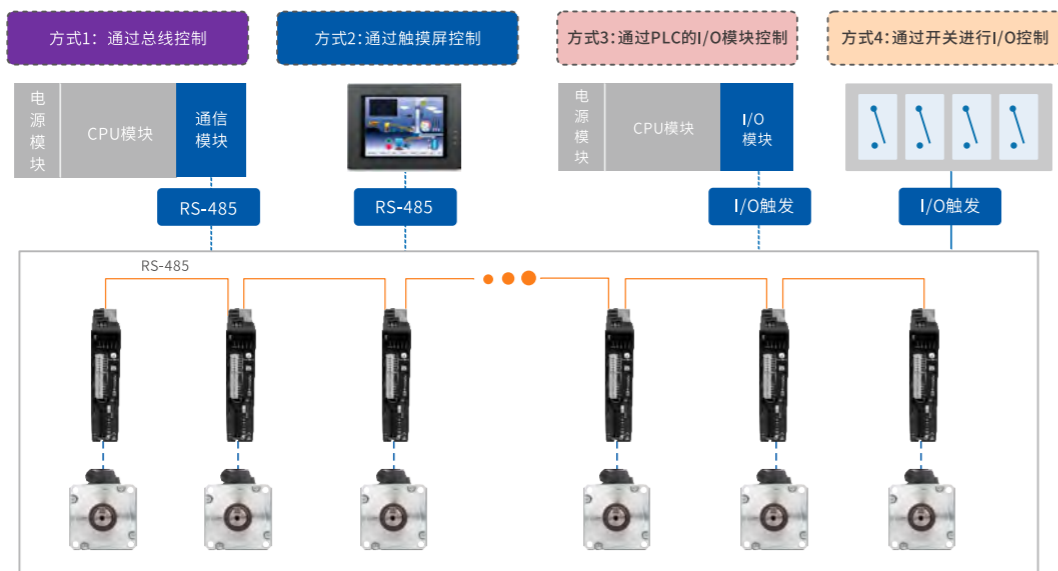 方式1：通过总线控制
方式2:通过触摸屏控制
方式3:通过PLC的I/O模块控制
方式4:通过开关进行I/O控制
电源模块
CPU模块
通信
模块
电源模块
CPU模块
I/O
模块
RS-485
RS-485
I/O触发
I/O触发
RS-485